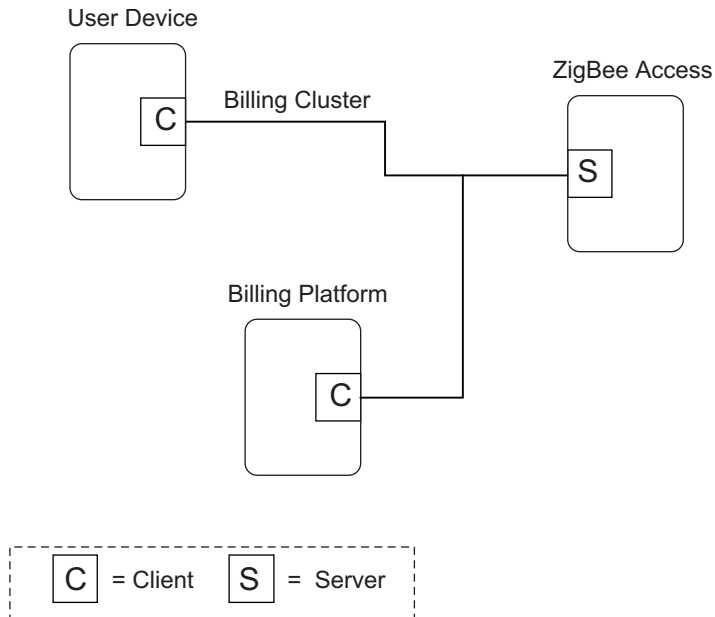 User Device
ZigBee Access
C
Billing Cluster
S
Billing Platform
C
C = Client S = Server